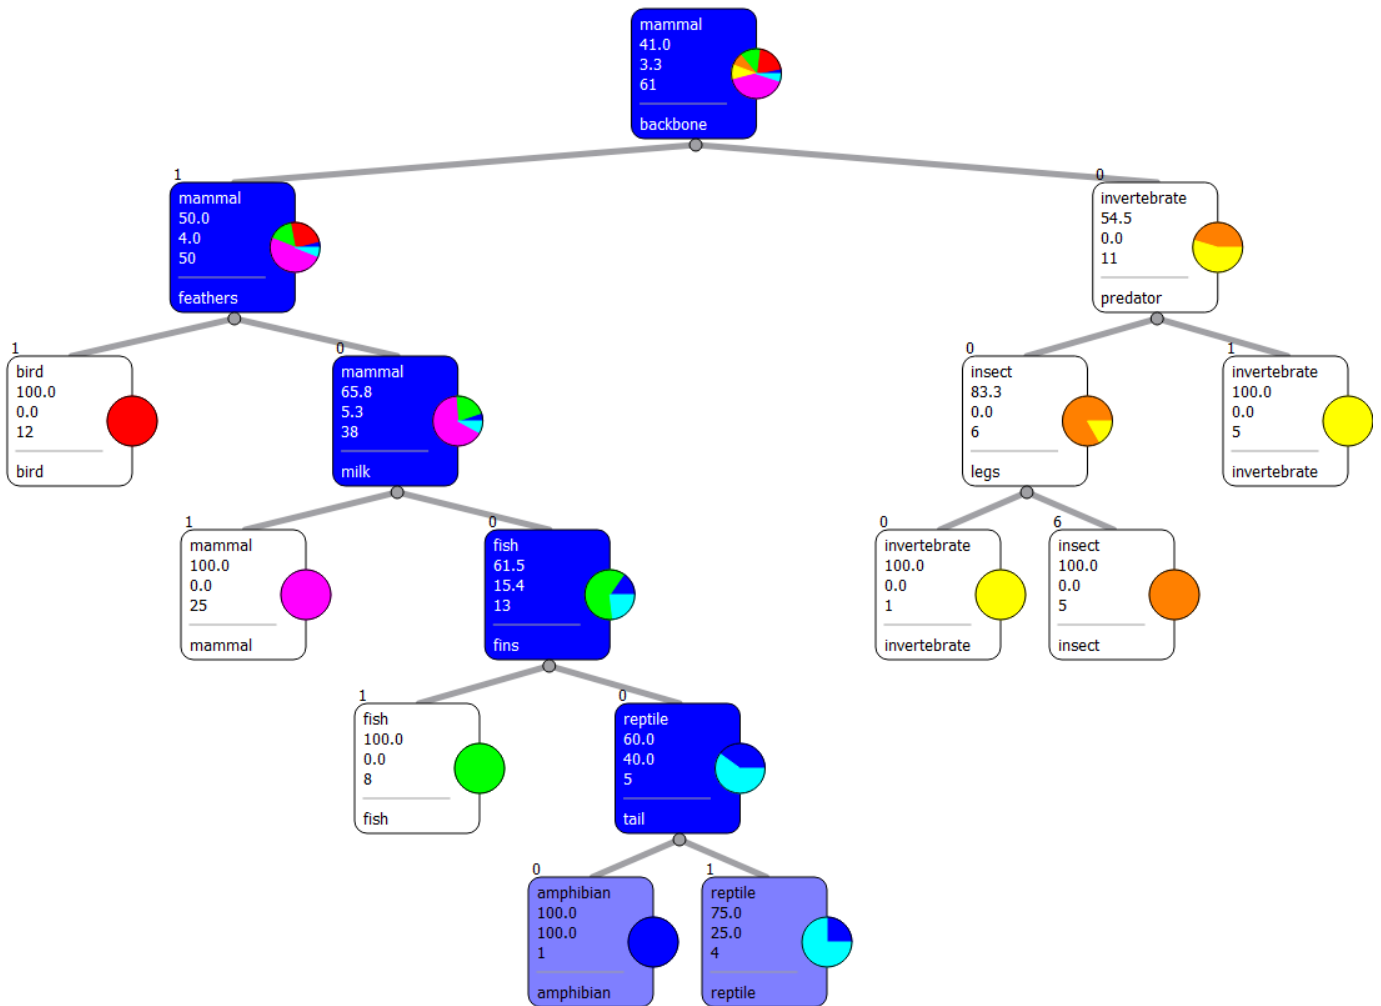 mammal
41.0
3.3
61
backbone
1
0
mammal
50.0
4.0
50
feathers
invertebrate
54.5
0.0
11
predator
1
0
0
1
bird
100.0
0.0
12
bird
mammal
65.8
5.3
38
milk
insect
83.3
0.0
6
legs
invertebrate
100.0
0.0
5
invertebrate
1
0
0
6
mammal
100.0
0.0
25
mammal
fish
61.5
15.4
13
fins
invertebrate
100.0
0.0
1
invertebrate
insect
100.0
0.0
5
insect
1
0
fish
100.0
0.0
8
fish
reptile
60.0
40.0
5
tail
0
1
amphibian
100.0
100.0
1
amphibian
reptile
75.0
25.0
4
reptile